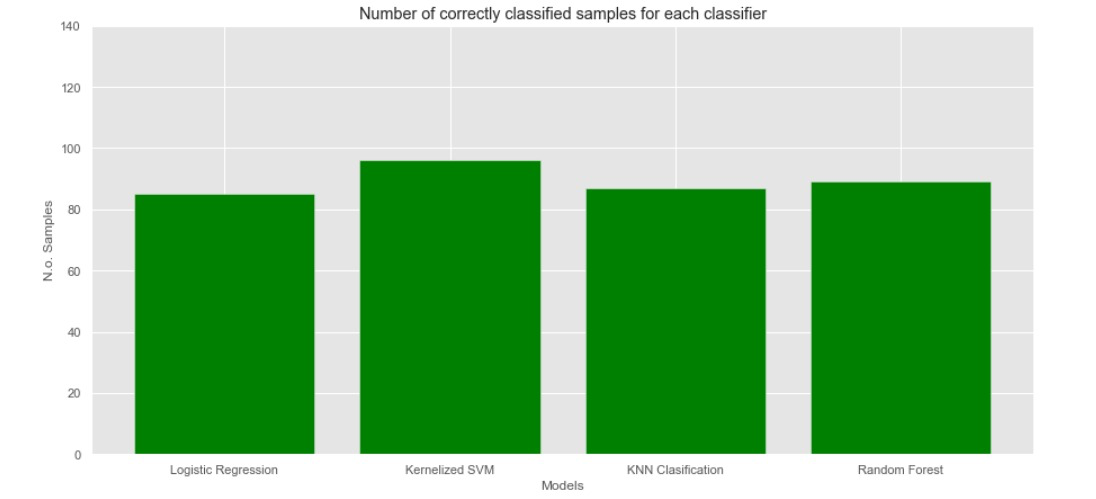 Number of correctly classified samples for each classifier
140
120
100
80
60
40
20
0
N.o. Samples
Logistic Regression Kernelized SVM KNN Clasification Random Forest
Models